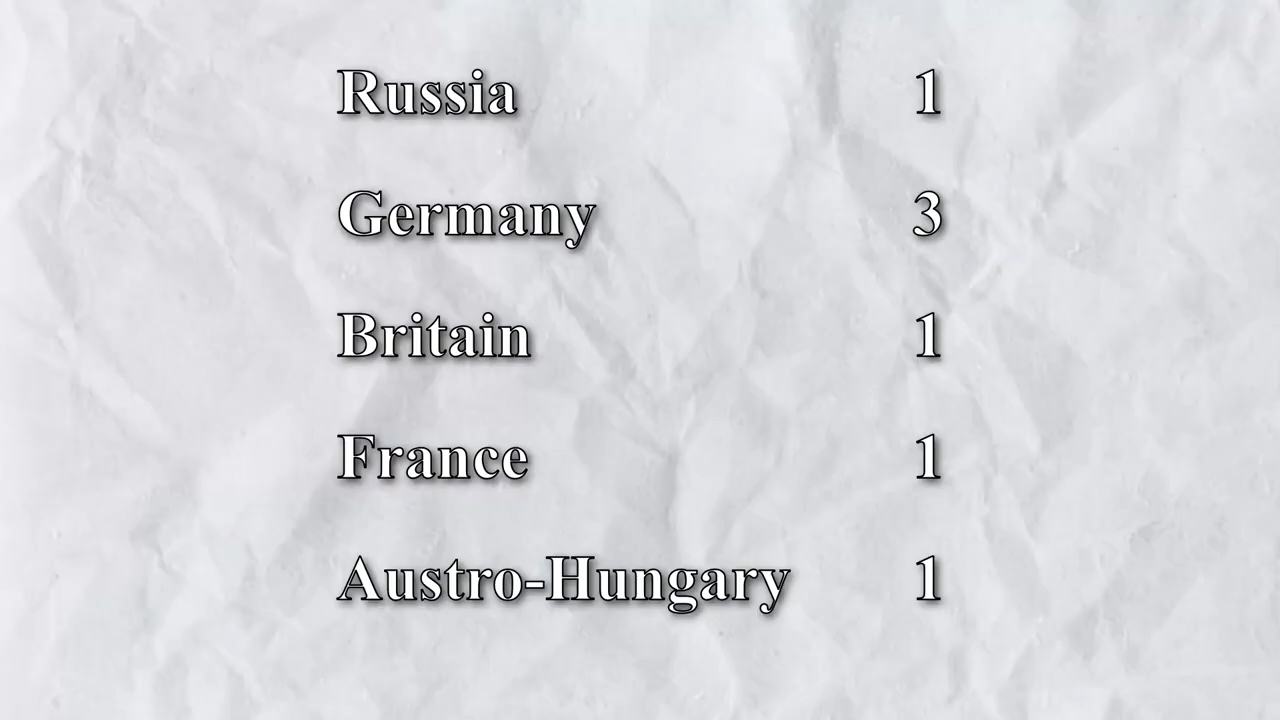 Russia 1
Germany 3
Britain 1
France 1
Austro-Hungary 1